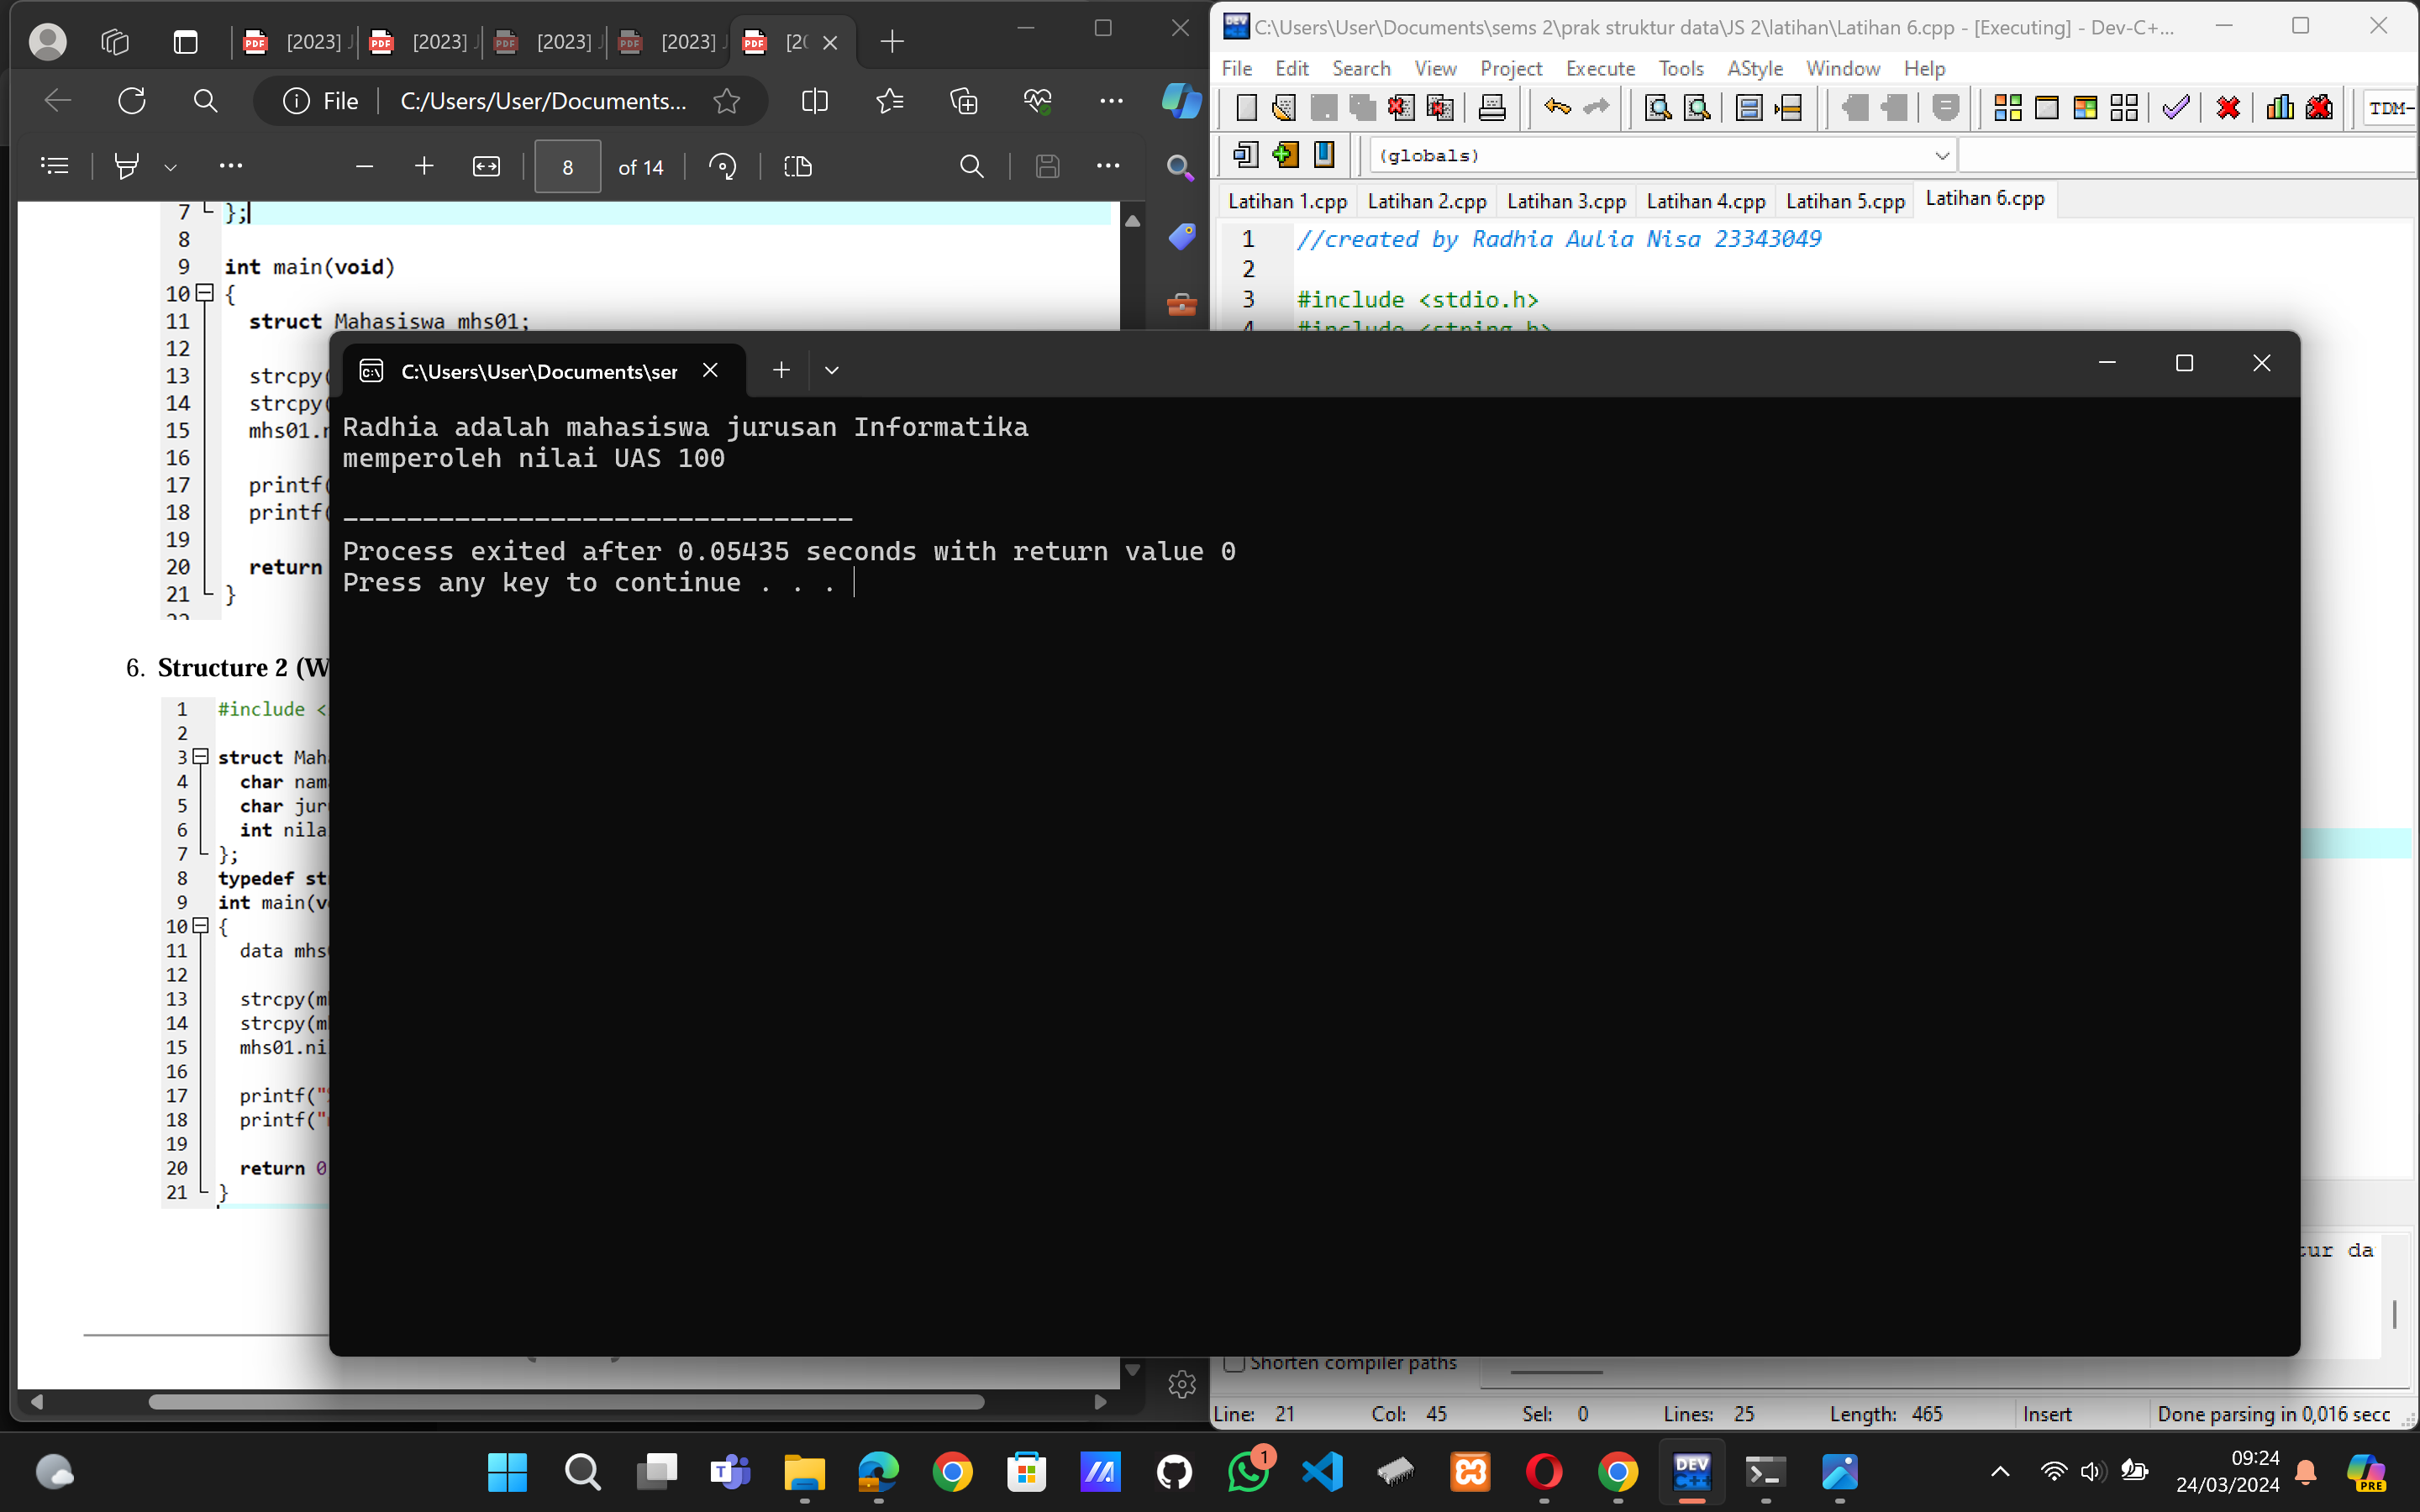 [2023]
[2023]
[2023]
[2023]
File
C:/Users/User/Documents...
8
of 14
7 };
8
9 int main(void)
10 {
11 struct Mahasiswa mhs01;
12
13 strcpy(
14 strcpy(
15 mhs01.
16
17 printf(
18 printf(
19
20 return
21 }
6. Structure 2 (W
1 #include <
2
3 struct Mah
4 char nam
5 char jur
6 int nila
7 };
8 typedef st
9 int main(v
10 {
11 data mhs
12
13 strcpy(m
14 strcpy(m
15 mhs01.ni
16
17 printf("
18 printf("
19
20 return 0
21 }
C:\Users\User\Documents\sems 2\prak struktur data\JS 2\latihan\Latihan 6.cpp - [Executing] - Dev-C+...
File Edit Search View Project Execute Tools AStyle Window Help
TDM-
(globals)
Latihan 1.cpp Latihan 2.cpp Latihan 3.cpp Latihan 4.cpp Latihan 5.cpp Latihan 6.cpp
1 //created by Radhia Aulia Nisa 23343049
2
3 #include <stdio.h>
4 #include <string.h>
C:\Users\User\Documents\ser
Radhia adalah mahasiswa jurusan Informatika
memperoleh nilai UAS 100
--------------------------------
Process exited after 0.05435 seconds with return value 0
Press any key to continue . . .
tur da
Shorten compiler paths
Line: 21 Col: 45 Sel: 0 Lines: 25 Length: 465 Insert Done parsing in 0,016 secc
1
DEV
C++
PRE
09:24
24/03/2024